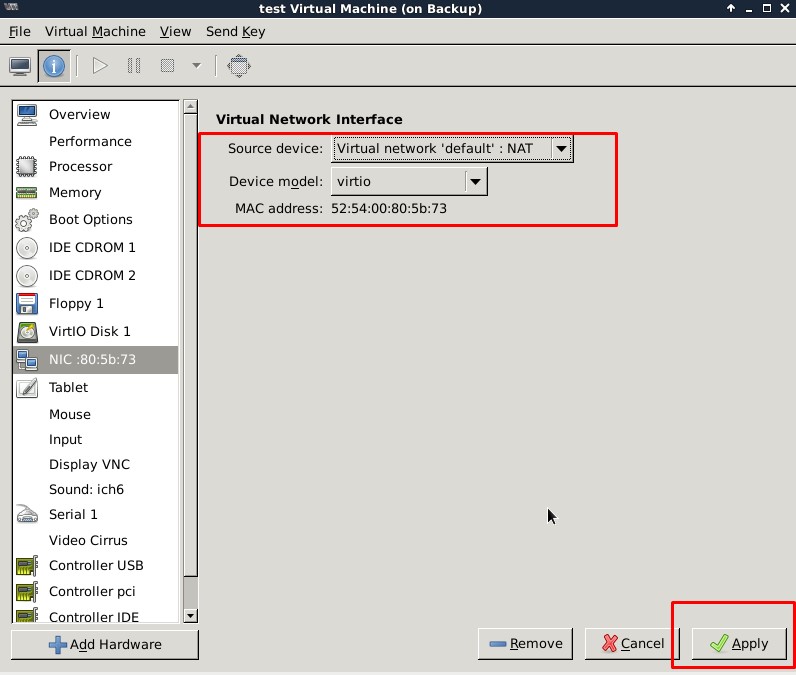 test Virtual Machine (on Backup)
File Virtual Machine View Send Key
Overview
Performance
Processor
Memory
Boot Options
IDE CDROM 1
IDE CDROM 2
Floppy 1
VirtIO Disk 1
NIC :80:5b:73
Tablet
Mouse
Input
Display VNC
Sound: ich6
Serial 1
Video Cirrus
Controller USB
Controller pci
Controller IDE
Add Hardware
Virtual Network Interface
Source device: Virtual network 'default' : NAT
Device model: virtio
MAC address: 52:54:00:80:5b:73
Remove Cancel Apply